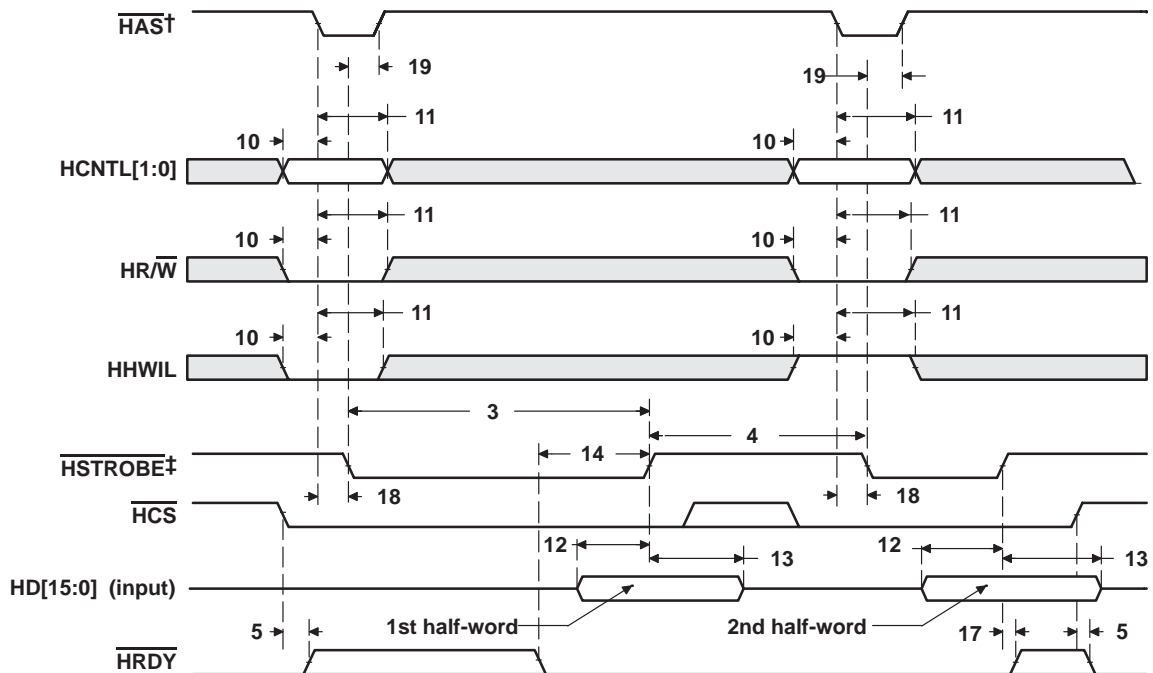 HAS†
19
19
11
11
10
10
HCNTL[1:0]
11
11
10
10
HR/W
11
11
10
10
HHWIL
3
4
14
HSTROBE‡
18
18
HCS
12
12
13
13
HD[15:0] (input)
1st half-word
2nd half-word
5
17
5
HRDY